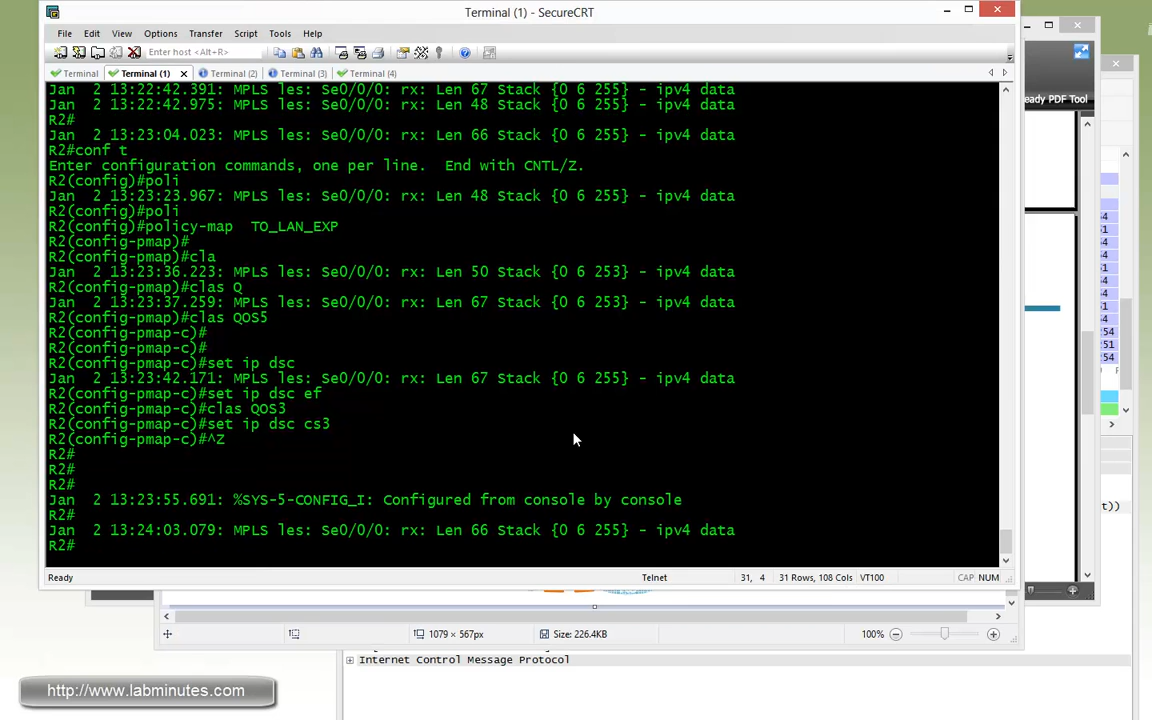 Terminal (1) - SecureCRT
File Edit View Options Transfer Script Tools Help
Enter host <Alt+R>
Terminal Terminal (1) Terminal (2) Terminal (3) Terminal (4)
Jan  2 13:22:42.391: MPLS les: Se0/0/0: rx: Len 67 Stack {0 6 255} - ipv4 data
Jan  2 13:22:42.975: MPLS les: Se0/0/0: rx: Len 48 Stack {0 6 255} - ipv4 data
R2#
Jan  2 13:23:04.023: MPLS les: Se0/0/0: rx: Len 66 Stack {0 6 255} - ipv4 data
R2#conf t
Enter configuration commands, one per line.  End with CNTL/Z.
R2(config)#poli
Jan  2 13:23:23.967: MPLS les: Se0/0/0: rx: Len 48 Stack {0 6 255} - ipv4 data
R2(config)#poli
R2(config)#policy-map  TO_LAN_EXP
R2(config-pmap)#
R2(config-pmap)#cla
Jan  2 13:23:36.223: MPLS les: Se0/0/0: rx: Len 50 Stack {0 6 253} - ipv4 data
R2(config-pmap)#clas Q
Jan  2 13:23:37.259: MPLS les: Se0/0/0: rx: Len 67 Stack {0 6 253} - ipv4 data
R2(config-pmap)#clas QOS5
R2(config-pmap-c)#
R2(config-pmap-c)#
R2(config-pmap-c)#set ip dsc
Jan  2 13:23:42.171: MPLS les: Se0/0/0: rx: Len 67 Stack {0 6 255} - ipv4 data
R2(config-pmap-c)#set ip dsc ef
R2(config-pmap-c)#clas QOS3
R2(config-pmap-c)#set ip dsc cs3
R2(config-pmap-c)#^Z
R2#
R2#
R2#
Jan  2 13:23:55.691: %SYS-5-CONFIG_I: Configured from console by console
R2#
Jan  2 13:24:03.079: MPLS les: Se0/0/0: rx: Len 66 Stack {0 6 255} - ipv4 data
R2#
Ready Telnet 31, 4 31 Rows, 108 Cols VT100 CAP NUM
1079 × 567px Size: 226.4KB 100%
Internet Control Message Protocol
http://www.labminutes.com
eady PDF Tool
54
51
54
t))